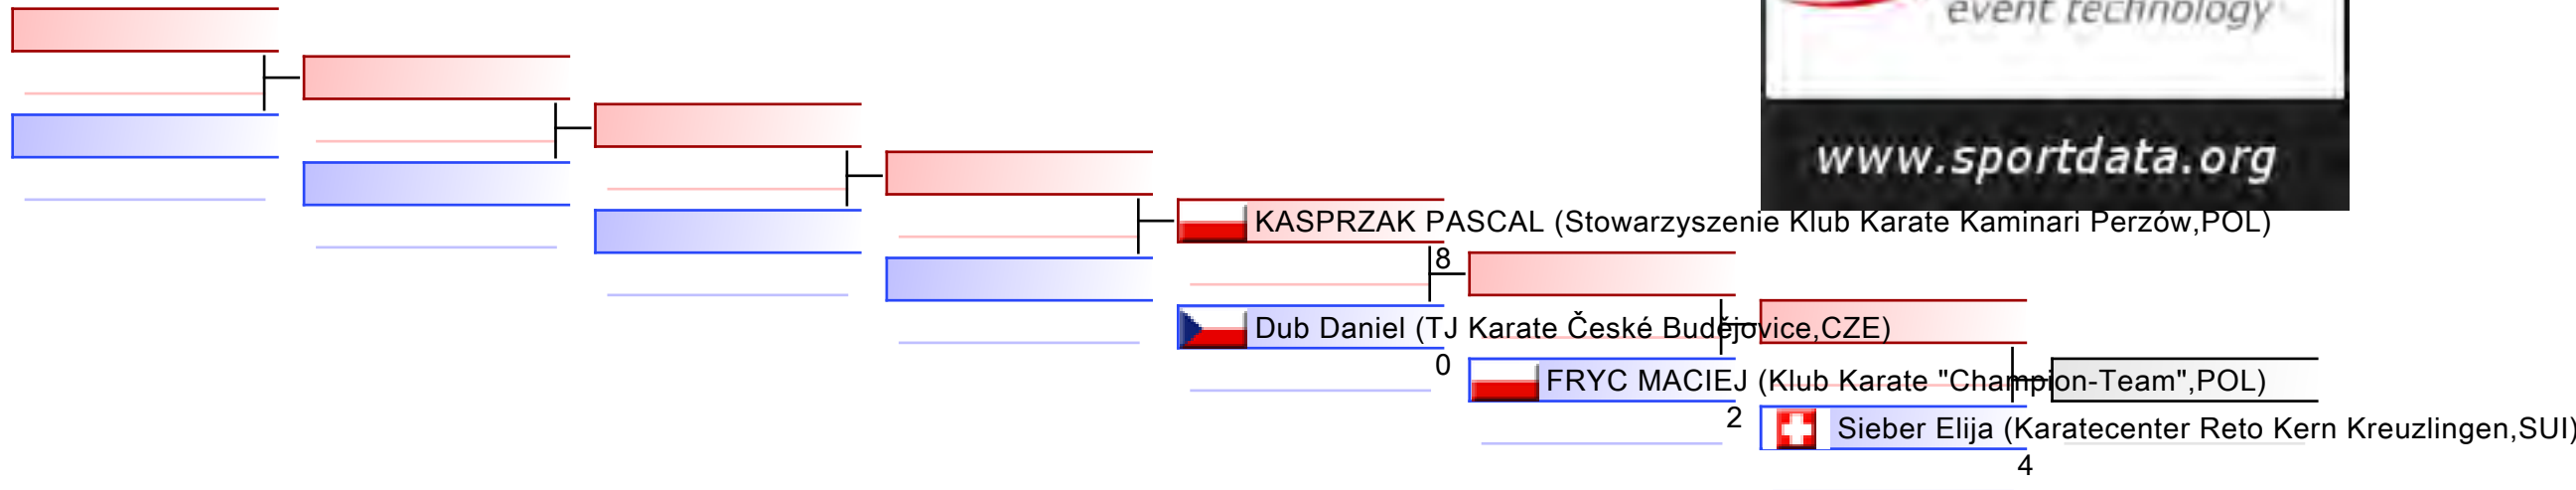 event technology
www.sportdata.org
KASPRZAK PASCAL (Stowarzyszenie Klub Karate Kaminari Perzów,POL)
8
Dub Daniel (TJ Karate České Budějovice,CZE)
0
FRYC MACIEJ (Klub Karate "Champion-Team",POL)
2
Sieber Elija (Karatecenter Reto Kern Kreuzlingen,SUI)
4